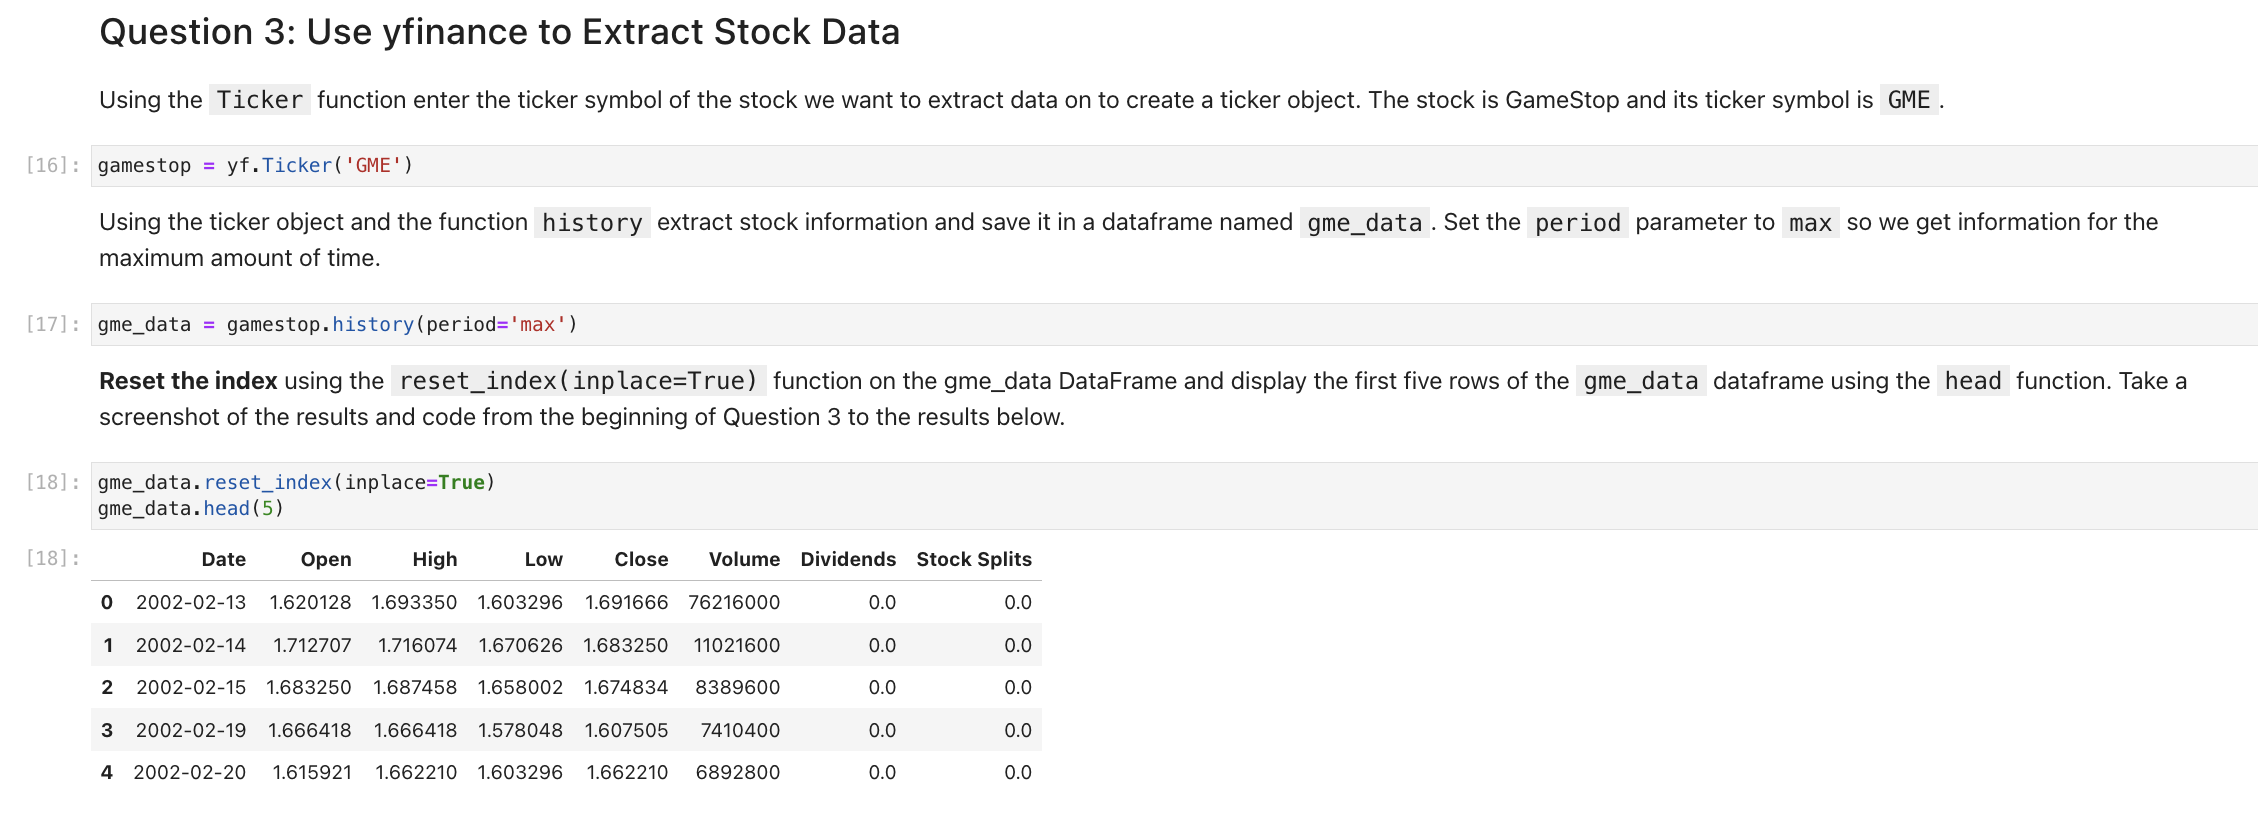 Question 3: Use yfinance to Extract Stock Data
Using the Ticker function enter the ticker symbol of the stock we want to extract data on to create a ticker object. The stock is GameStop and its ticker symbol is GME .
[16]: gamestop = yf.Ticker('GME')
Using the ticker object and the function history extract stock information and save it in a dataframe named gme_data . Set the period parameter to max so we get information for the
maximum amount of time.
[17]: gme_data = gamestop.history(period='max')
Reset the index using the reset_index(inplace=True) function on the gme_data DataFrame and display the first five rows of the gme_data dataframe using the head function. Take a
screenshot of the results and code from the beginning of Question 3 to the results below.
[18]: gme_data.reset_index(inplace=True)
gme_data.head(5)
[18]: Date Open High Low Close Volume Dividends Stock Splits
0 2002-02-13 1.620128 1.693350 1.603296 1.691666 76216000 0.0 0.0
1 2002-02-14 1.712707 1.716074 1.670626 1.683250 11021600 0.0 0.0
2 2002-02-15 1.683250 1.687458 1.658002 1.674834 8389600 0.0 0.0
3 2002-02-19 1.666418 1.666418 1.578048 1.607505 7410400 0.0 0.0
4 2002-02-20 1.615921 1.662210 1.603296 1.662210 6892800 0.0 0.0